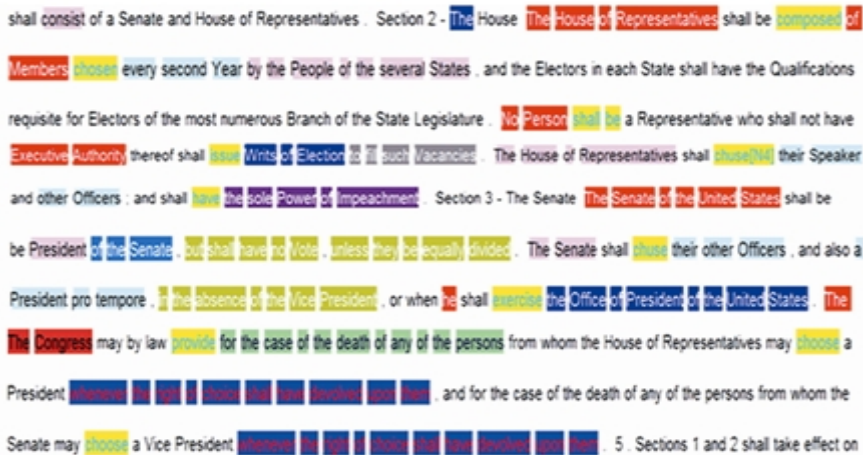 shall consist of a Senate and House of Representatives . Section 2 - The House The House of Representatives shall be composed of
Members chosen every second Year by the People of the several States , and the Electors in each State shall have the Qualifications
requisite for Electors of the most numerous Branch of the State Legislature . No Person shall be a Representative who shall not have
Executive Authority thereof shall issue Writs of Election to fill such Vacancies . The House of Representatives shall chuse[N4] their Speaker
and other Officers ; and shall have the sole Power of Impeachment . Section 3 - The Senate The Senate of the United States shall be
be President of the Senate , but shall have no Vote , unless they be equally divided . The Senate shall chuse their other Officers , and also a
President pro tempore , in the absence of the Vice President , or when he shall exercise the Office of President of the United States . The
The Congress may by law provide for the case of the death of any of the persons from whom the House of Representatives may choose a
President whenever the right of choice shall have devolved upon them , and for the case of the death of any of the persons from whom the
Senate may choose a Vice President whenever the right of choice shall have devolved upon them . 5 . Sections 1 and 2 shall take effect on